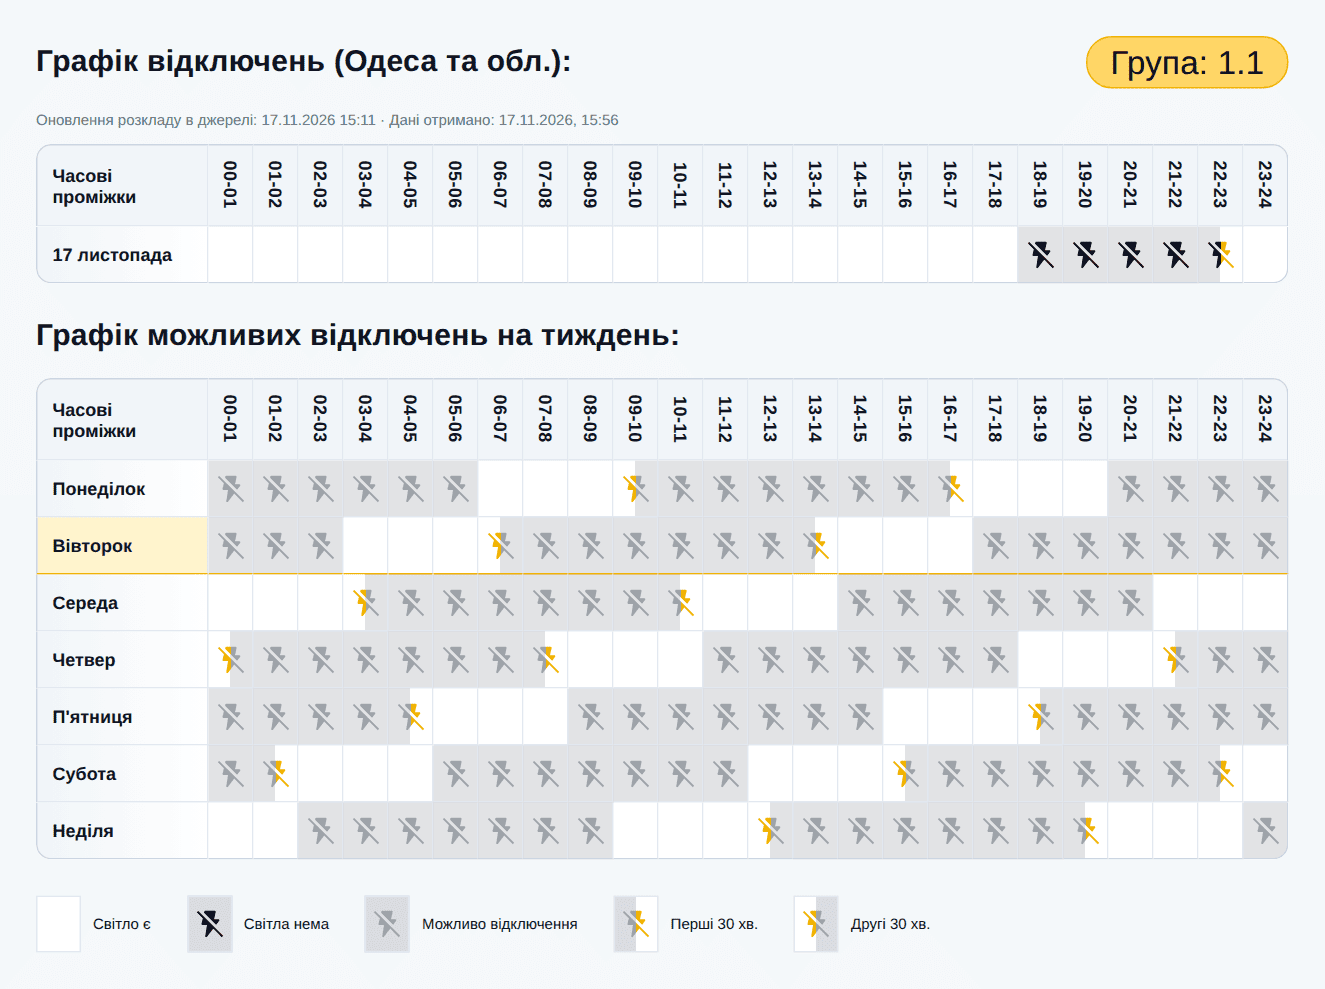 Графік відключень (Одеса та обл.):
Група: 1.1
Оновлення розкладу в джерелі: 17.11.2026 15:11 · Дані отримано: 17.11.2026, 15:56
Часові
проміжки
00-01 01-02 02-03 03-04 04-05 05-06 06-07 07-08 08-09 09-10 10-11 11-12 12-13 13-14 14-15 15-16 16-17 17-18 18-19 19-20 20-21 21-22 22-23 23-24
17 листопада
Графік можливих відключень на тиждень:
Часові
проміжки
00-01 01-02 02-03 03-04 04-05 05-06 06-07 07-08 08-09 09-10 10-11 11-12 12-13 13-14 14-15 15-16 16-17 17-18 18-19 19-20 20-21 21-22 22-23 23-24
Понеділок
Вівторок
Середа
Четвер
П'ятниця
Субота
Неділя
Світло є
Світла нема
Можливо відключення
Перші 30 хв.
Другі 30 хв.